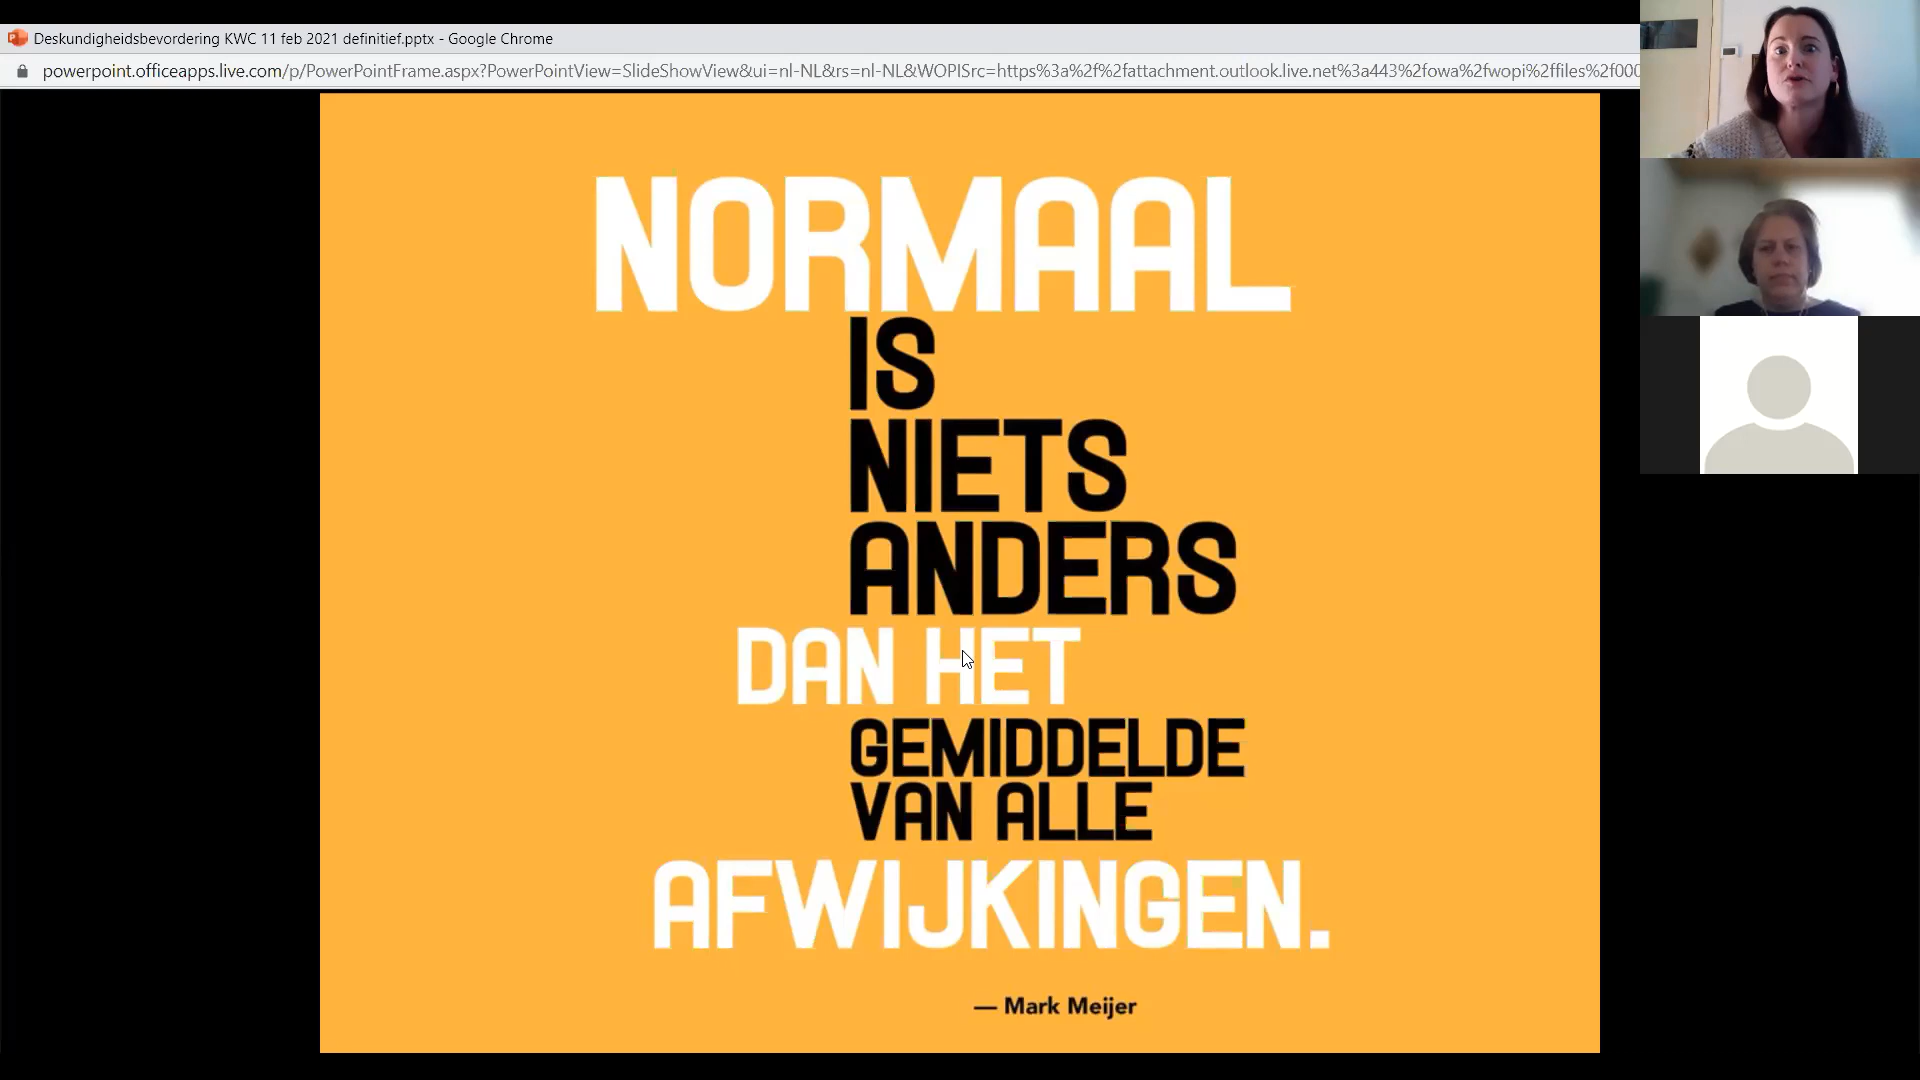 Deskundigheidsbevordering KWC 11 feb 2021 definitief.pptx - Google Chrome
powerpoint.officeapps.live.com/p/PowerPointFrame.aspx?PowerPointView=SlideShowView&ui=nl-NL&rs=nl-NL&WOPISrc=https%3a%2f%2fattachment.outlook.live.net%3a443%2fowa%2fwopi%2ffiles%2f000
NORMAAL
IS
NIETS
ANDERS
DAN HET
GEMIDDELDE
VAN ALLE
AFWIJKINGEN.
— Mark Meijer